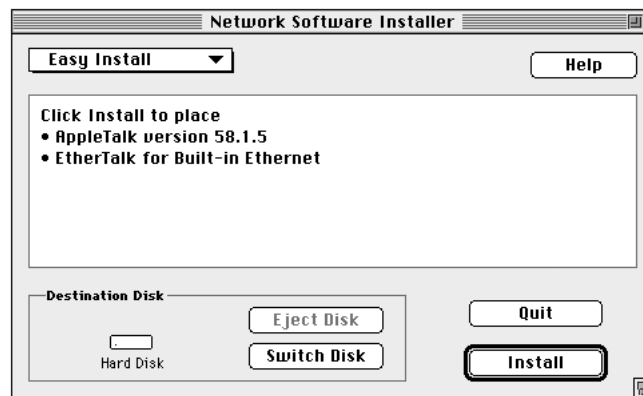 Network Software Installer
Easy Install
Help
Click Install to place
• AppleTalk version 58.1.5
• EtherTalk for Built-in Ethernet
Destination Disk
Eject Disk
Quit
Hard Disk
Switch Disk
Install